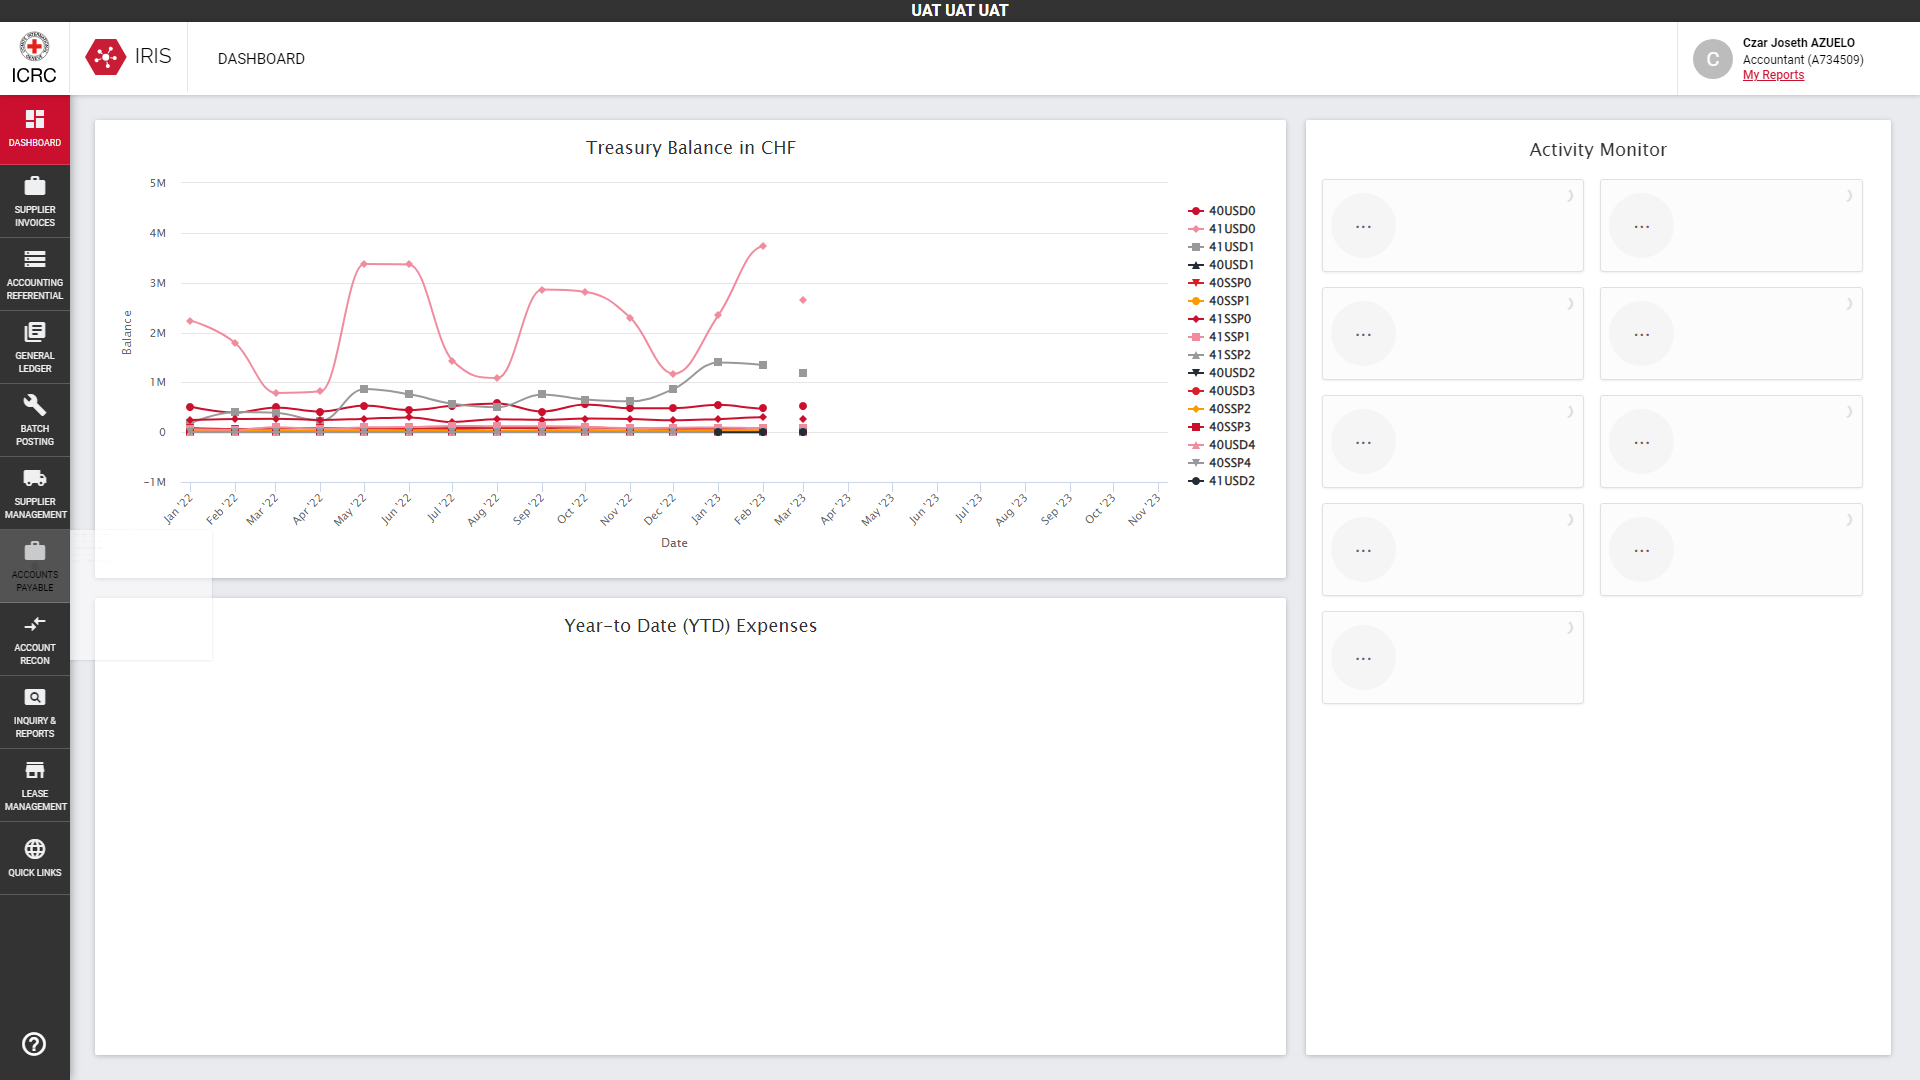 UAT UAT UAT
ICRC
IRIS
DASHBOARD
C
Czar Joseth AZUELO
Accountant (A734509)
My Reports
DASHBOARD
SUPPLIER
INVOICES
ACCOUNTING
REFERENTIAL
GENERAL
LEDGER
BATCH
POSTING
SUPPLIER
MANAGEMENT
ACCOUNTS
PAYABLE
ACCOUNT
RECON
INQUIRY &
REPORTS
LEASE
MANAGEMENT
QUICK LINKS
Treasury Balance in CHF
Balance
5M
4M
3M
2M
1M
0
-1M
Jan '22
Feb '22
Mar '22
Apr '22
May '22
Jun '22
Jul '22
Aug '22
Sep '22
Oct '22
Nov '22
Dec '22
Jan '23
Feb '23
Mar '23
Apr '23
May '23
Jun '23
Jul '23
Aug '23
Sep '23
Oct '23
Nov '23
Date
40USD0
41USD0
41USD1
40USD1
40SSP0
40SSP1
41SSP0
41SSP1
41SSP2
40USD2
40USD3
40SSP2
40SSP3
40USD4
40SSP4
41USD2
Year-to Date (YTD) Expenses
Activity Monitor
...
...
...
...
...
...
...
...
...